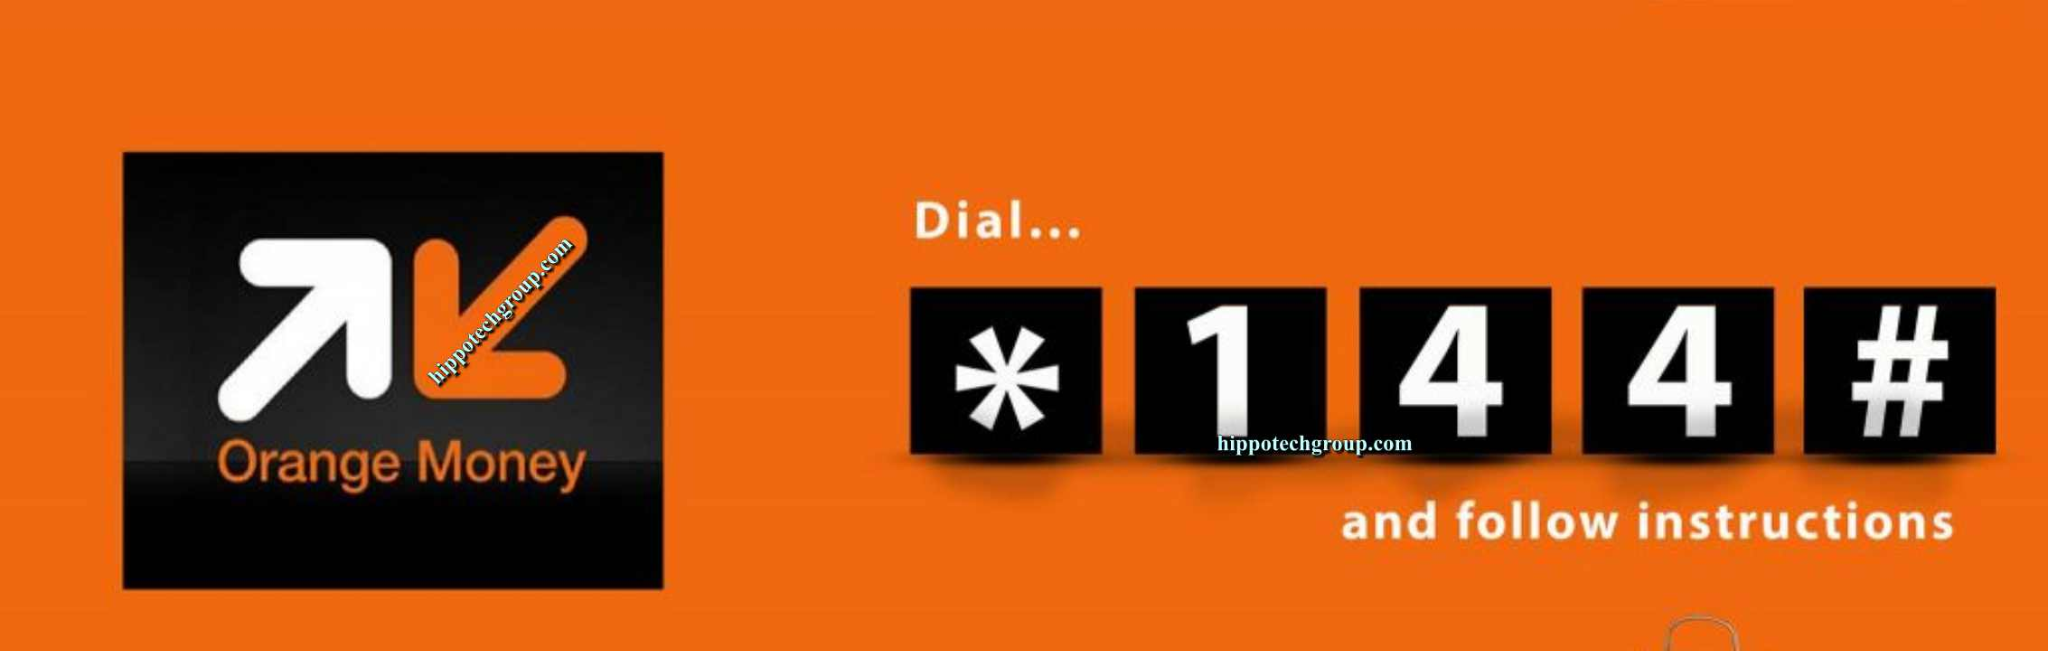 hippotechgroup.com
Orange Money
Dial...
*144#
hippotechgroup.com
and follow instructions